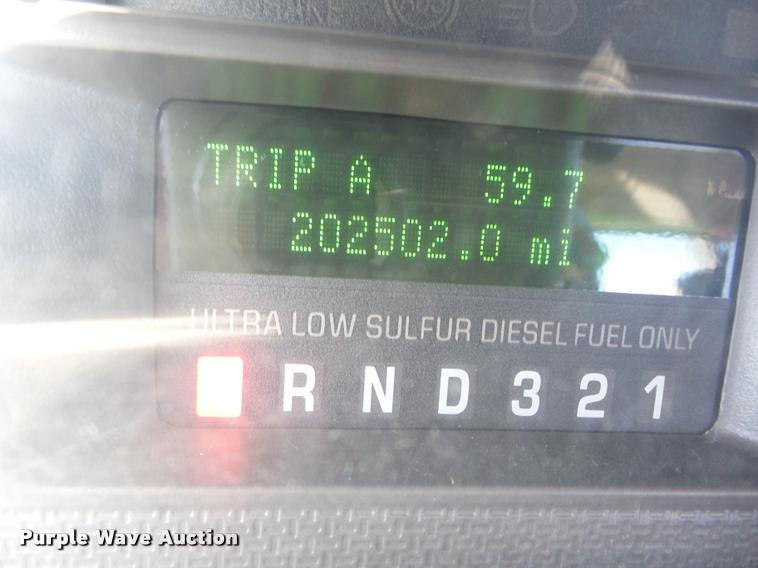 TRIP A 59.7
202502.0 mi
ULTRA LOW SULFUR DIESEL FUEL ONLY
R N D 3 2 1
Purple Wave Auction